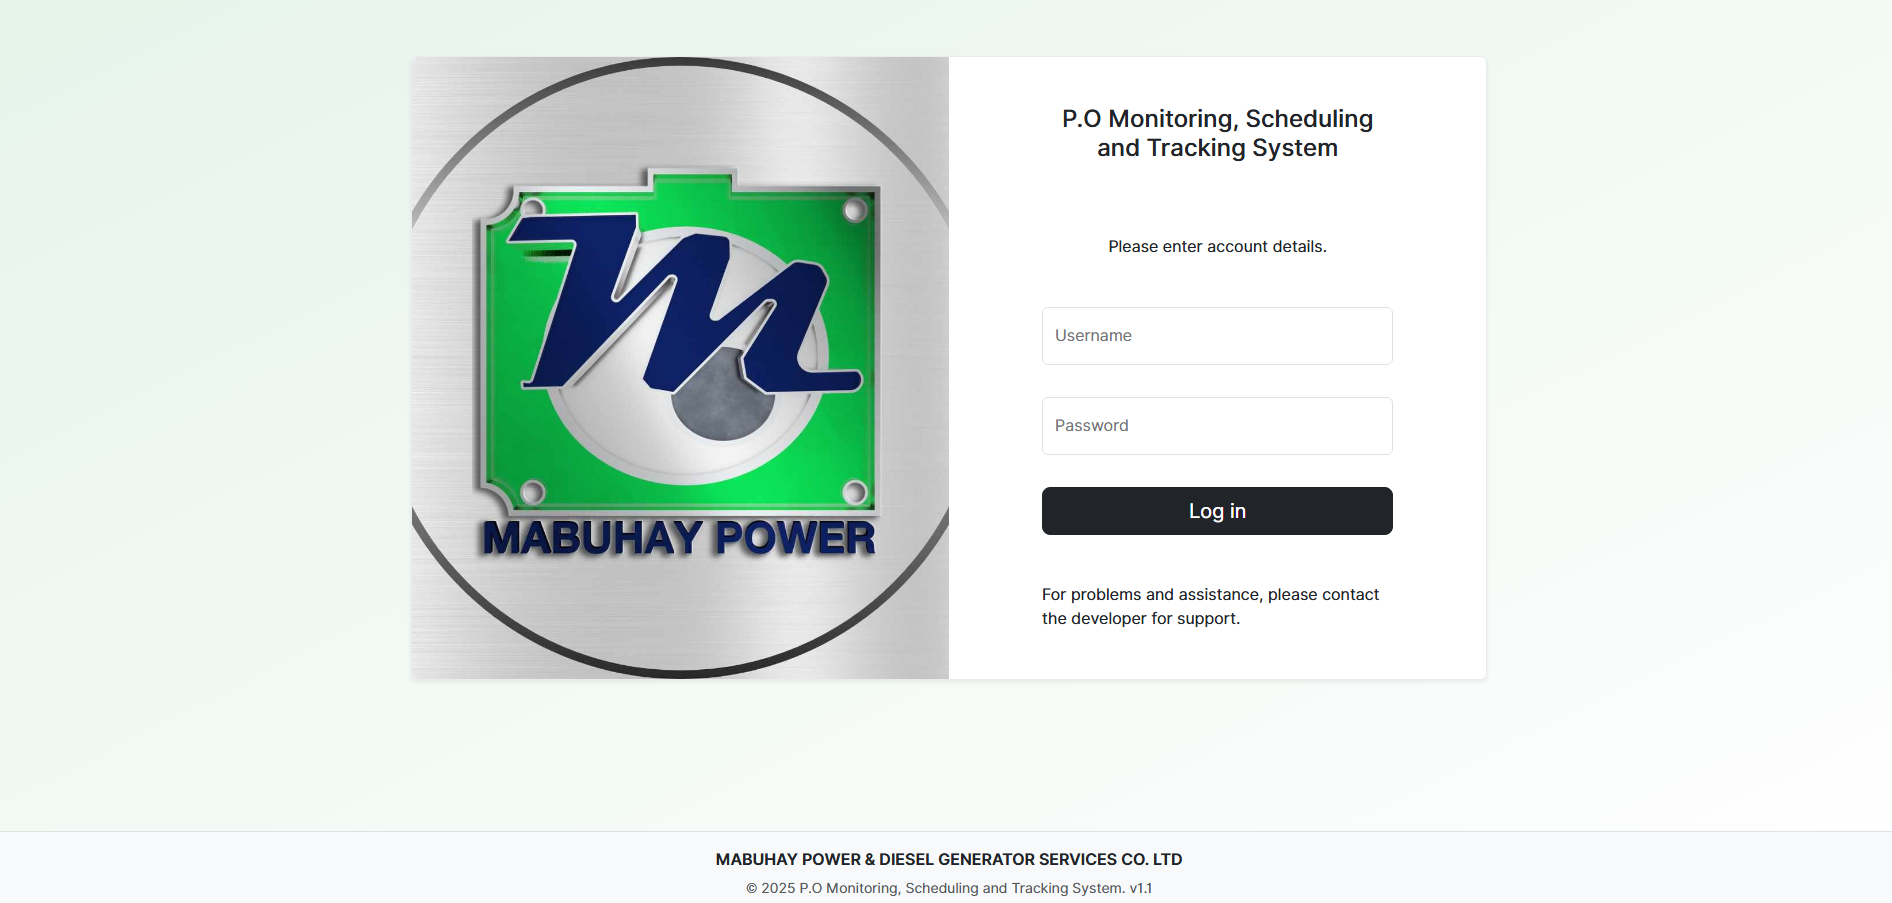 MABUHAY POWER
P.O Monitoring, Scheduling
and Tracking System
Please enter account details.
Username
Password
Log in
For problems and assistance, please contact
the developer for support.
MABUHAY POWER & DIESEL GENERATOR SERVICES CO. LTD
© 2025 P.O Monitoring, Scheduling and Tracking System. v1.1